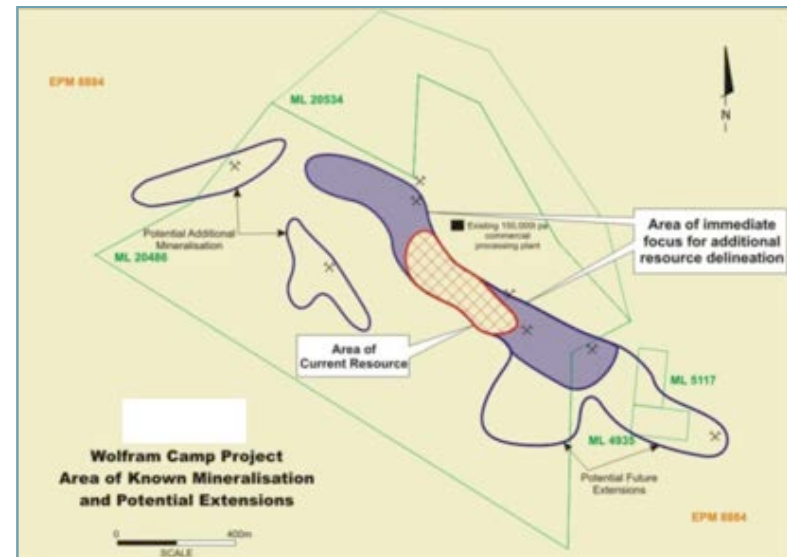 EPM 8884
ML 20534
N
Potential Additional
Mineralisation
Existing 150,000t pa
commercial
processing plant
Area of immediate
focus for additional
resource delineation
ML 20486
Area of
Current Resource
ML 5117
ML 4935
Potential Future
Extensions
Wolfram Camp Project
Area of Known Mineralisation
and Potential Extensions
EPM 8884
0
400m
SCALE